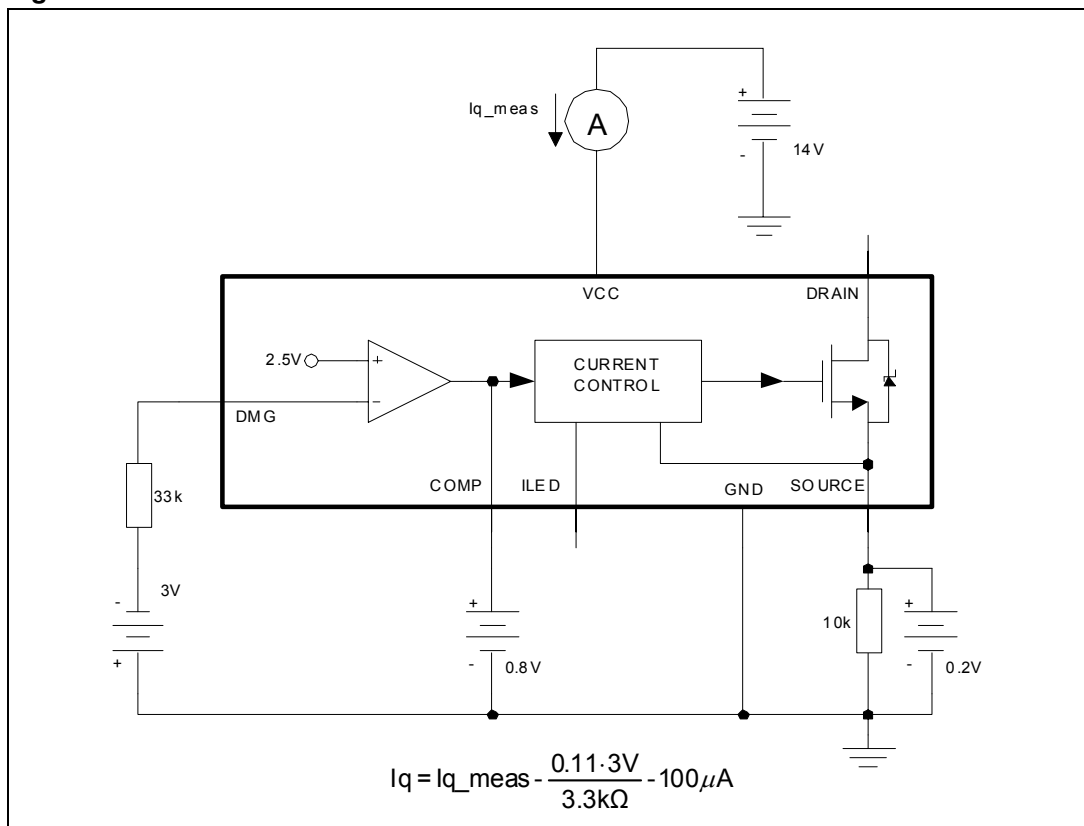 Iq_meas
A
+
-
14V
VCC
DRAIN
2.5V
+
-
CURRENT
CONTROL
DMG
COMP
ILED
GND
SOURCE
33k
-
3V
+
+
-
0.8V
10k
+
-
0.2V
Iq = Iq_meas - 0.11·3V / 3.3kΩ - 100μA